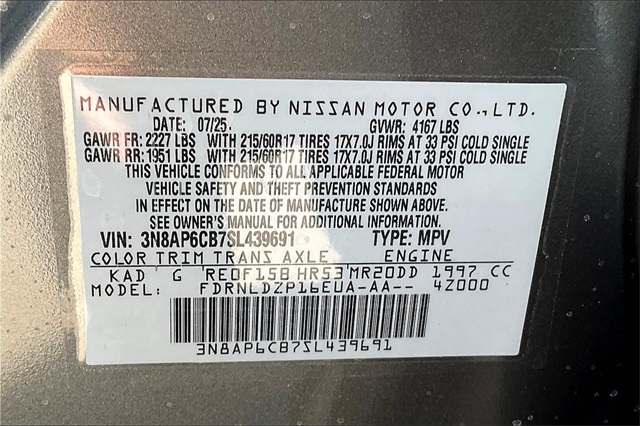 MANUFACTURED BY NISSAN MOTOR CO., LTD.
DATE: 07/25. GVWR: 4167 LBS
GAWR FR: 2227 LBS WITH 215/60R17 TIRES 17X7.0J RIMS AT 33 PSI COLD SINGLE
GAWR RR: 1951 LBS WITH 215/60R17 TIRES 17X7.0J RIMS AT 33 PSI COLD SINGLE
THIS VEHICLE CONFORMS TO ALL APPLICABLE FEDERAL MOTOR
VEHICLE SAFETY AND THEFT PREVENTION STANDARDS
IN EFFECT ON THE DATE OF MANUFACTURE SHOWN ABOVE.
SEE OWNER'S MANUAL FOR ADDITIONAL INFORMATION.
VIN: 3N8AP6CB7SL439691 TYPE: MPV
COLOR TRIM TRANS AXLE ENGINE
KAD G RE0F15B HR53 MR20DD 1997 CC
MODEL: FDRNLDZP16EUA-AA-- 4Z000
3N8AP6CB7SL439691